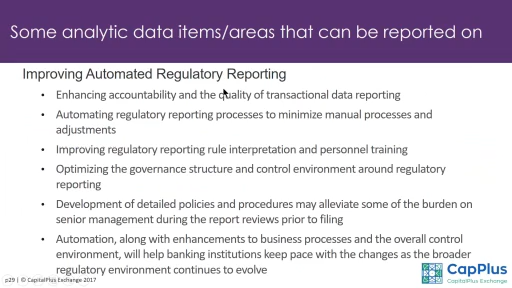 Some analytic data items/areas that can be reported on
Improving Automated Regulatory Reporting
• Enhancing accountability and the quality of transactional data reporting
• Automating regulatory reporting processes to minimize manual processes and
adjustments
• Improving regulatory reporting rule interpretation and personnel training
• Optimizing the governance structure and control environment around regulatory
reporting
• Development of detailed policies and procedures may alleviate some of the burden on
senior management during the report reviews prior to filing
• Automation, along with enhancements to business processes and the overall control
environment, will help banking institutions keep pace with the changes as the broader
regulatory environment continues to evolve
p29 | © CapitalPlus Exchange 2017
CapPlus
CapitalPlus Exchange